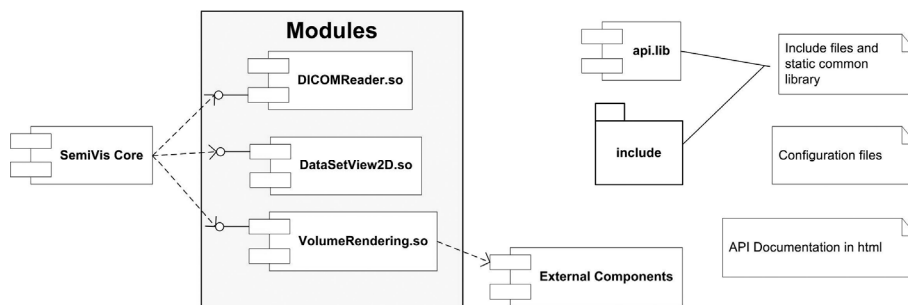 Modules
DICOMReader.so
SemiVis Core
DataSetView2D.so
VolumeRendering.so
External Components
api.lib
include
Include files and
static common
library
Configuration files
API Documentation in html